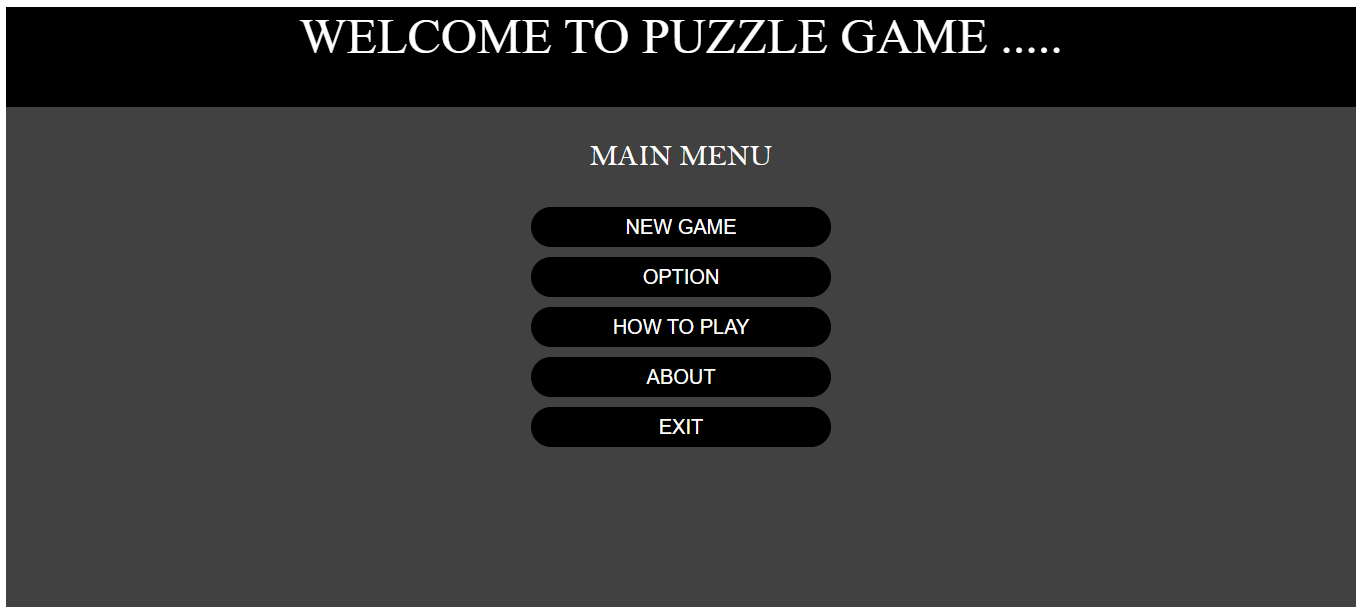 WELCOME TO PUZZLE GAME .....
MAIN MENU
NEW GAME
OPTION
HOW TO PLAY
ABOUT
EXIT